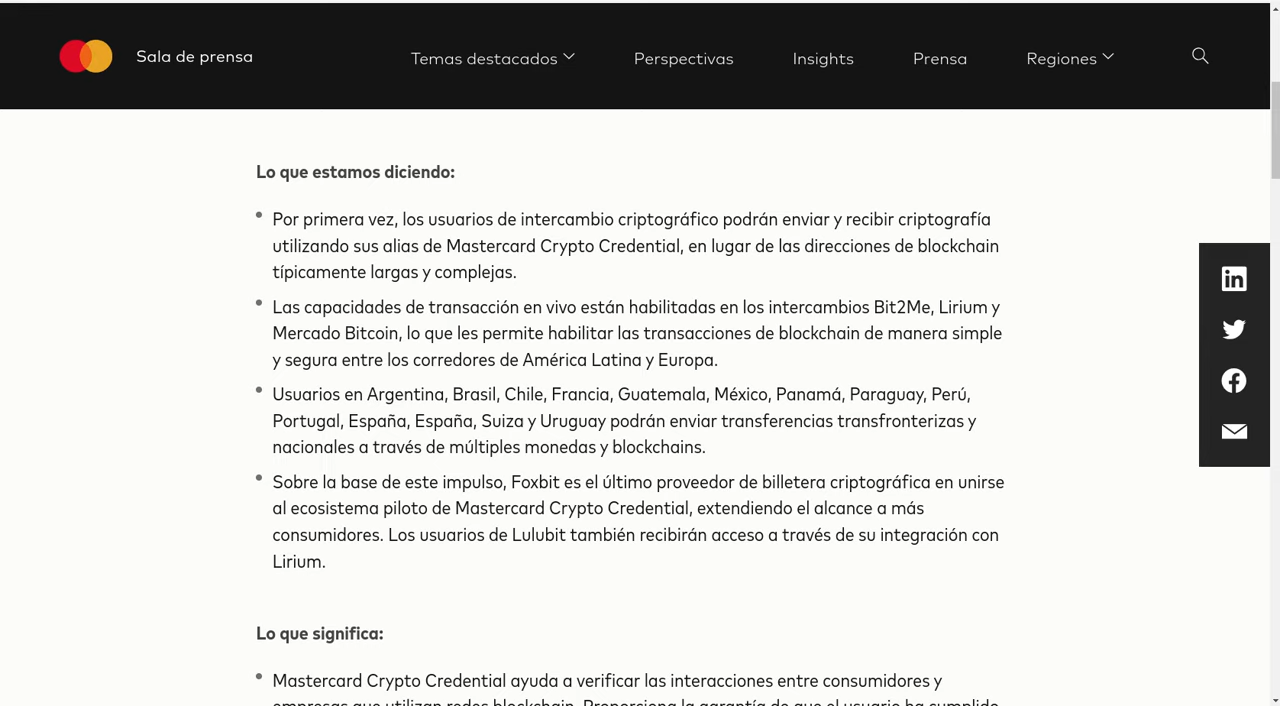 Sala de prensa
Temas destacados
Perspectivas
Insights
Prensa
Regiones
Lo que estamos diciendo:
Por primera vez, los usuarios de intercambio criptográfico podrán enviar y recibir criptografía
utilizando sus alias de Mastercard Crypto Credential, en lugar de las direcciones de blockchain
típicamente largas y complejas.
Las capacidades de transacción en vivo están habilitadas en los intercambios Bit2Me, Lirium y
Mercado Bitcoin, lo que les permite habilitar las transacciones de blockchain de manera simple
y segura entre los corredores de América Latina y Europa.
Usuarios en Argentina, Brasil, Chile, Francia, Guatemala, México, Panamá, Paraguay, Perú,
Portugal, España, España, Suiza y Uruguay podrán enviar transferencias transfronterizas y
nacionales a través de múltiples monedas y blockchains.
Sobre la base de este impulso, Foxbit es el último proveedor de billetera criptográfica en unirse
al ecosistema piloto de Mastercard Crypto Credential, extendiendo el alcance a más
consumidores. Los usuarios de Lulubit también recibirán acceso a través de su integración con
Lirium.
Lo que significa:
Mastercard Crypto Credential ayuda a verificar las interacciones entre consumidores y
empresas que utilizan redes blockchain. Proporciona la garantía de que el usuario ha cumplido